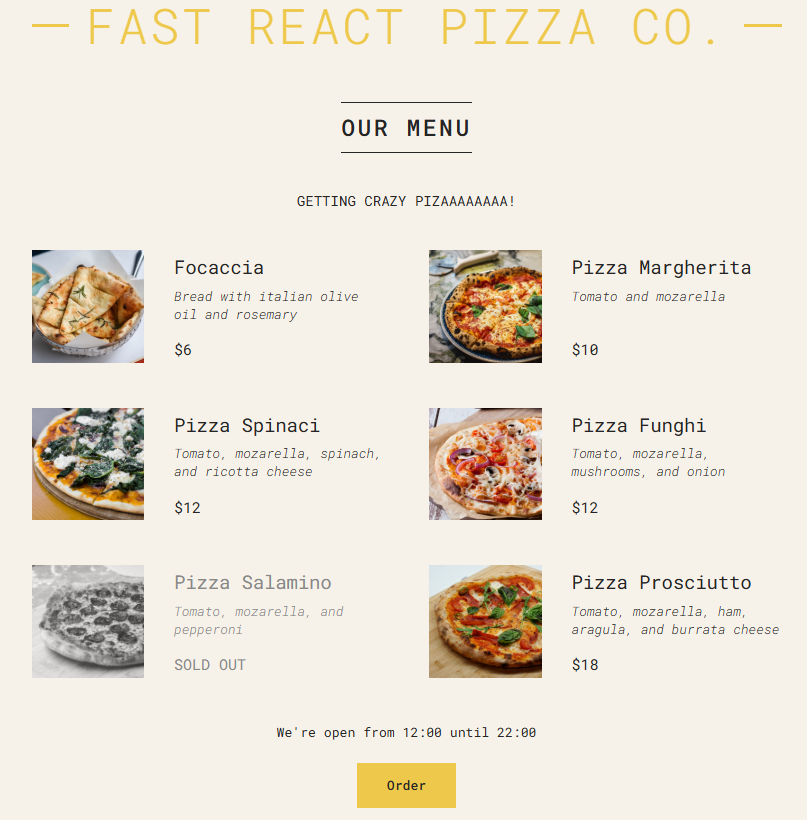 FAST REACT PIZZA CO.
OUR MENU
GETTING CRAZY PIZAAAAAAAA!
Focaccia
Bread with italian olive
oil and rosemary
$6
Pizza Margherita
Tomato and mozarella
$10
Pizza Spinaci
Tomato, mozarella, spinach,
and ricotta cheese
$12
Pizza Funghi
Tomato, mozarella,
mushrooms, and onion
$12
Pizza Salamino
Tomato, mozarella, and
pepperoni
SOLD OUT
Pizza Prosciutto
Tomato, mozarella, ham,
aragula, and burrata cheese
$18
We're open from 12:00 until 22:00
Order